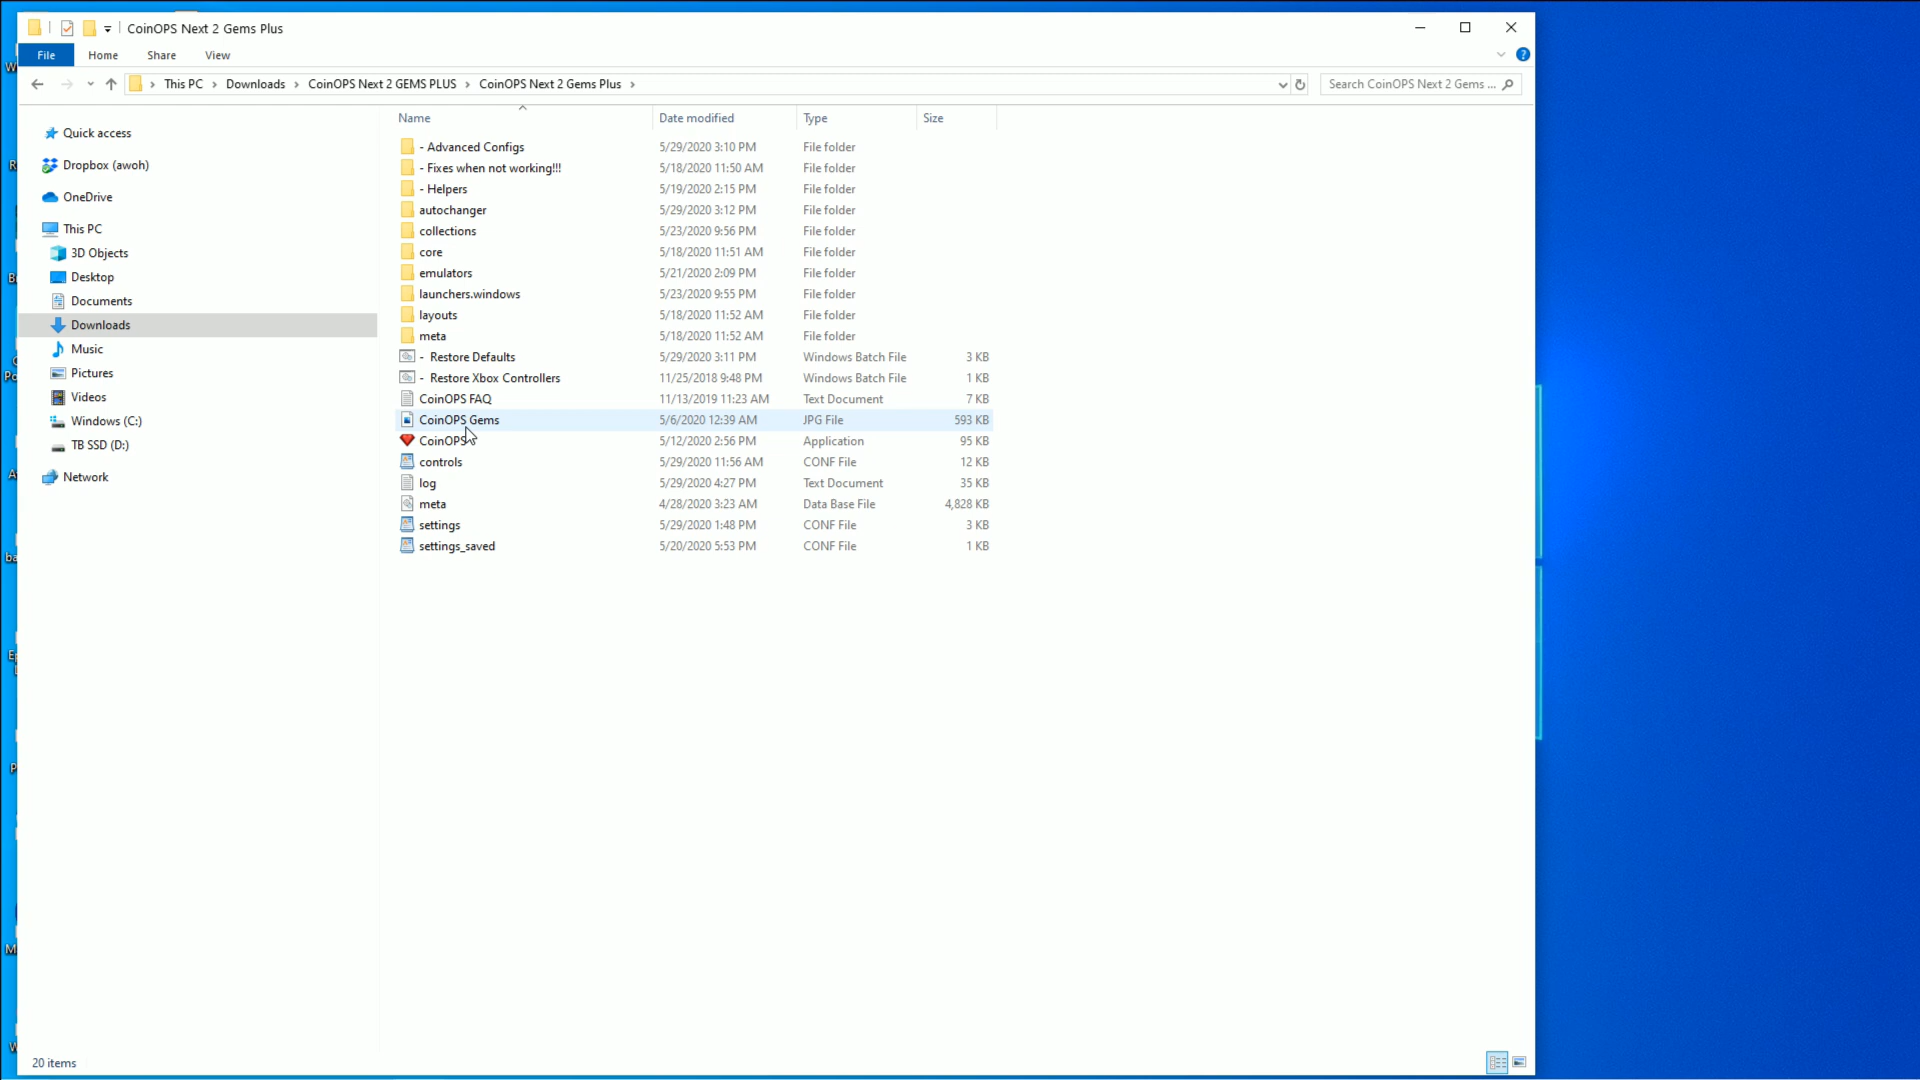 CoinOPS Next 2 Gems Plus
File Home Share View
This PC Downloads CoinOPS Next 2 GEMS PLUS CoinOPS Next 2 Gems Plus
Search CoinOPS Next 2 Gems ...
Name Date modified Type Size
Quick access
Dropbox (awoh)
OneDrive
This PC
3D Objects
Desktop
Documents
Downloads
Music
Pictures
Videos
Windows (C:)
TB SSD (D:)
Network
- Advanced Configs 5/29/2020 3:10 PM File folder
- Fixes when not working!!! 5/18/2020 11:50 AM File folder
- Helpers 5/19/2020 2:15 PM File folder
autochanger 5/29/2020 3:12 PM File folder
collections 5/23/2020 9:56 PM File folder
core 5/18/2020 11:51 AM File folder
emulators 5/21/2020 2:09 PM File folder
launchers.windows 5/23/2020 9:55 PM File folder
layouts 5/18/2020 11:52 AM File folder
meta 5/18/2020 11:52 AM File folder
- Restore Defaults 5/29/2020 3:11 PM Windows Batch File 3 KB
- Restore Xbox Controllers 11/25/2018 9:48 PM Windows Batch File 1 KB
CoinOPS FAQ 11/13/2019 11:23 AM Text Document 7 KB
CoinOPS Gems 5/6/2020 12:39 AM JPG File 593 KB
CoinOPS 5/12/2020 2:56 PM Application 95 KB
controls 5/29/2020 11:56 AM CONF File 12 KB
log 5/29/2020 4:27 PM Text Document 35 KB
meta 4/28/2020 3:23 AM Data Base File 4,828 KB
settings 5/29/2020 1:48 PM CONF File 3 KB
settings_saved 5/20/2020 5:53 PM CONF File 1 KB
20 items